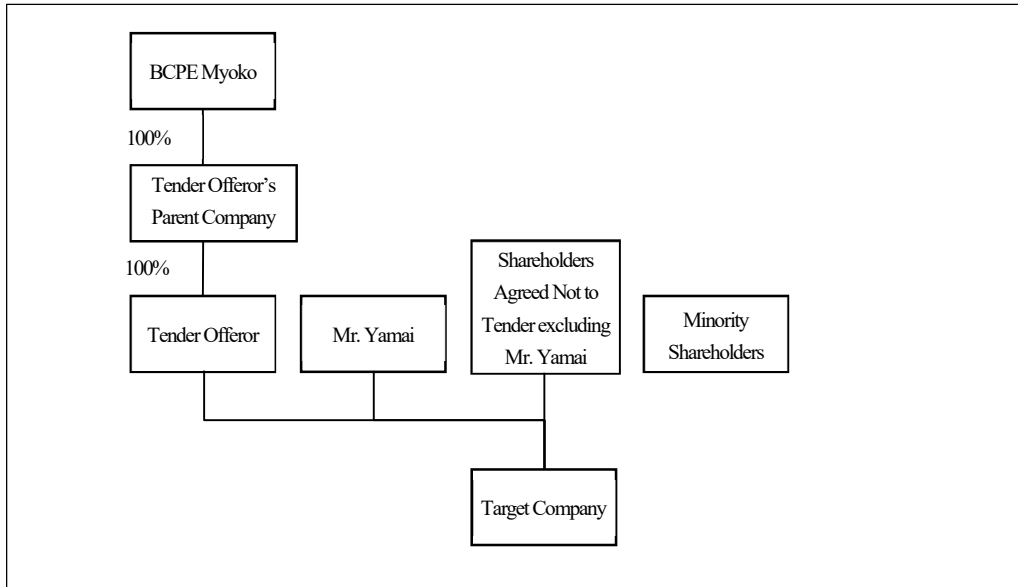 BCPE Myoko
100%
Tender Offeror's
Parent Company
100%
Tender Offeror
Mr. Yamai
Shareholders
Agreed Not to
Tender excluding
Mr. Yamai
Minority
Shareholders
Target Company